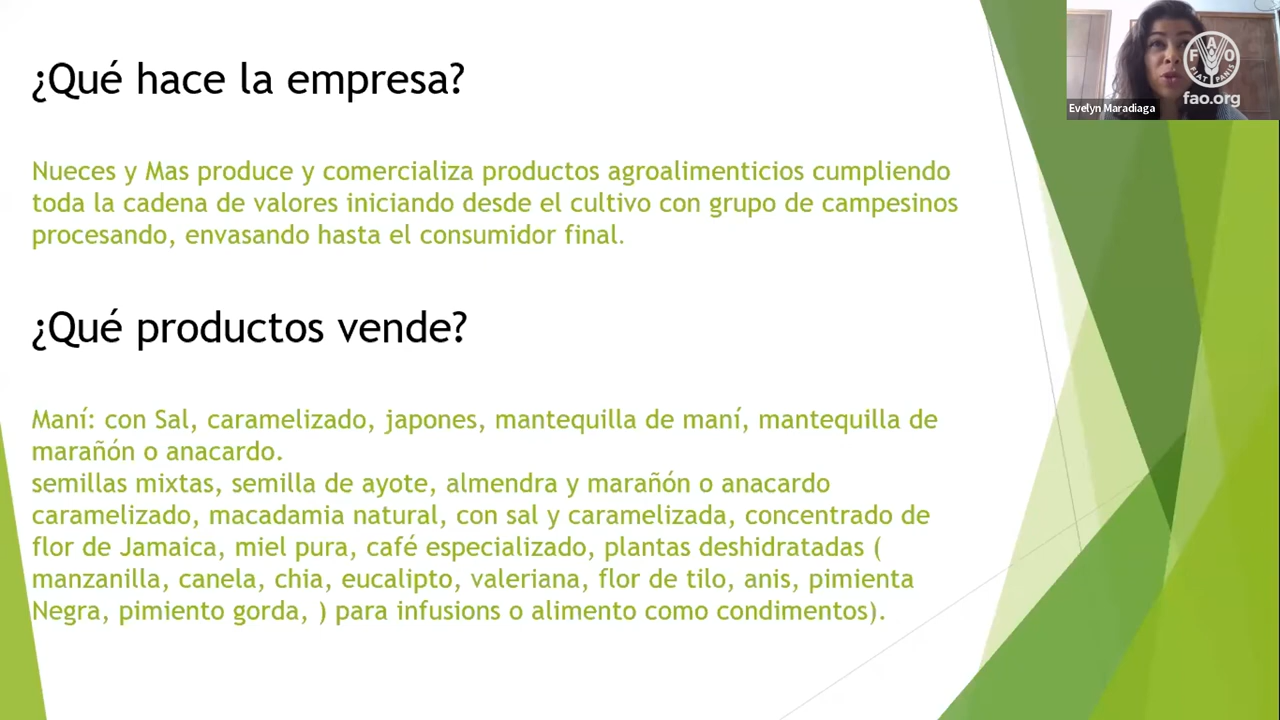 ¿Qué hace la empresa?
Nueces y Mas produce y comercializa productos agroalimenticios cumpliendo
toda la cadena de valores iniciando desde el cultivo con grupo de campesinos
procesando, envasando hasta el consumidor final.
¿Qué productos vende?
Maní: con Sal, caramelizado, japones, mantequilla de maní, mantequilla de
marañón o anacardo.
semillas mixtas, semilla de ayote, almendra y marañón o anacardo
caramelizado, macadamia natural, con sal y caramelizada, concentrado de
flor de Jamaica, miel pura, café especializado, plantas deshidratadas (
manzanilla, canela, chia, eucalipto, valeriana, flor de tilo, anis, pimienta
Negra, pimiento gorda, ) para infusions o alimento como condimentos).
Evelyn Maradiaga
FAO
FIAT PANIS
fao.org